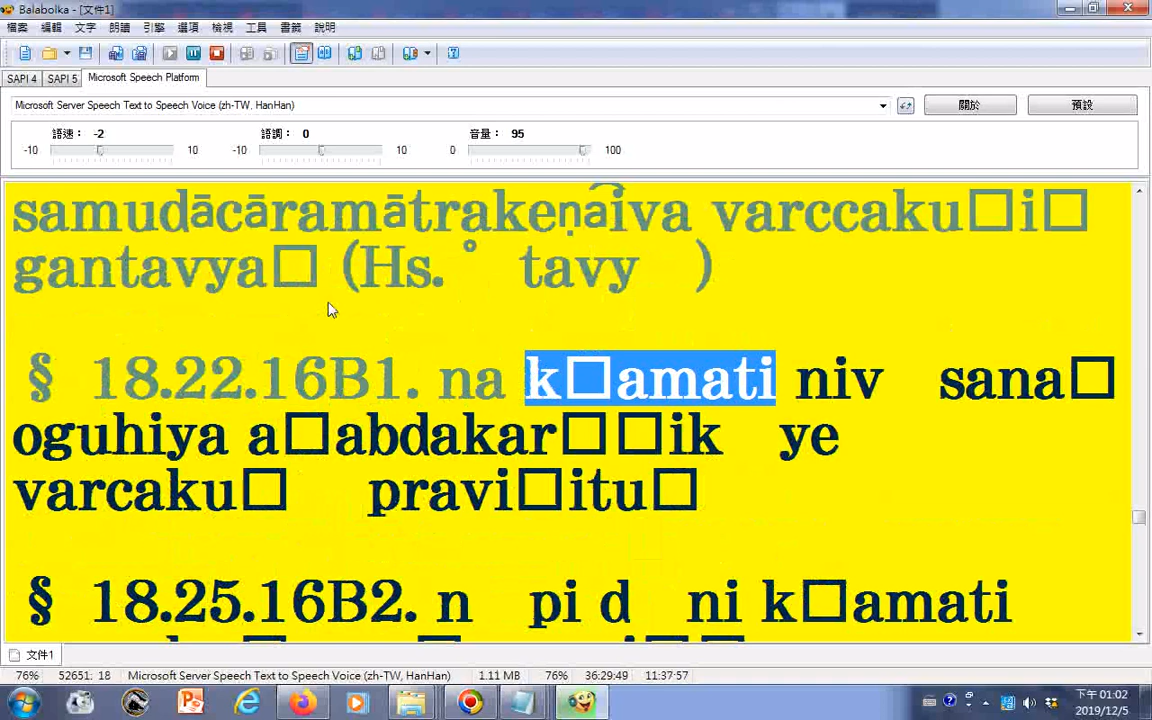 Balabolka - [文件1]
檔案 編輯 文字 朗讀 引擎 選項 檢視 工具 書籤 說明
SAPI 4 SAPI 5 Microsoft Speech Platform
Microsoft Server Speech Text to Speech Voice (zh-TW, HanHan) 關於 預設
語速： -2 語調： 0 音量： 95
-10 10 -10 10 0 100
samudācāramātrakeṇaiva varccaku□i□
gantavya□ (Hs. ° tavy )
§ 18.22.16B1. na k□amati niv sana□
oguhiya a□abdakar□□ik ye
varcaku□ pravi□itu□
§ 18.25.16B2. n pi d ni k□amati
文件1
76% 52651: 18 Microsoft Server Speech Text to Speech Voice (zh-TW, HanHan) 1.11 MB 76% 36:29:49 11:37:57
下午 01:02
2019/12/5